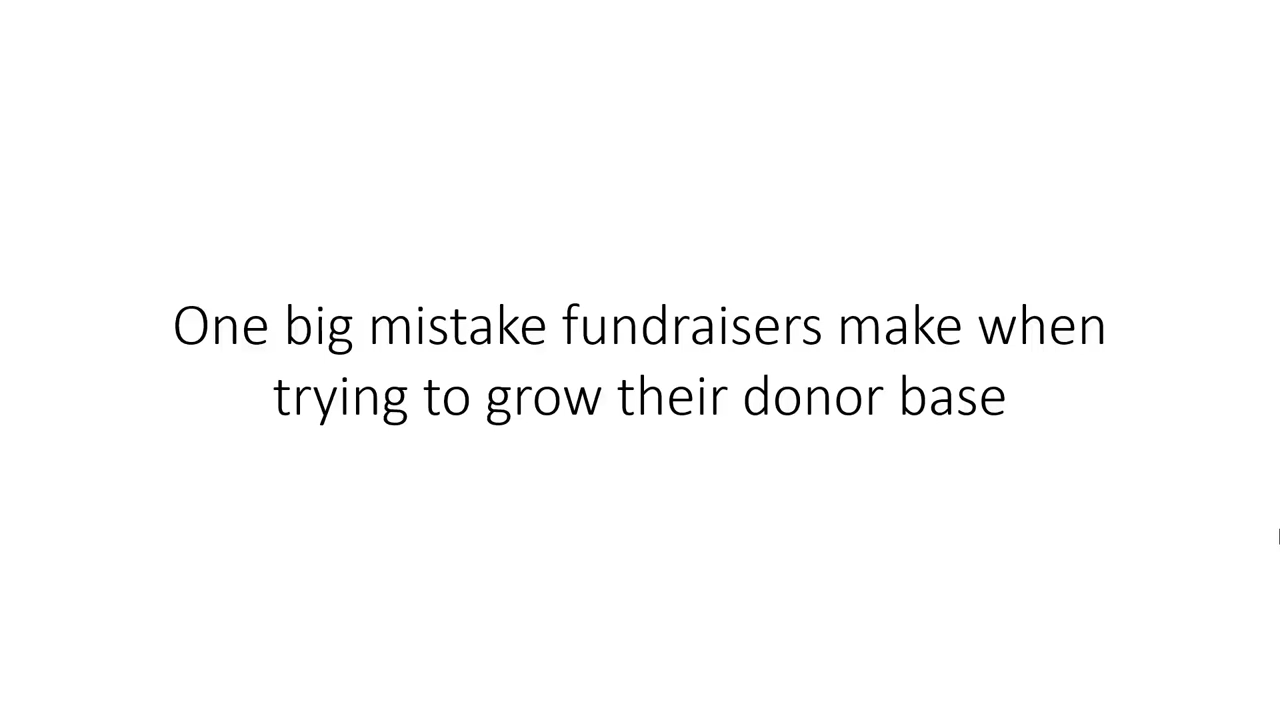 One big mistake fundraisers make when
trying to grow their donor base